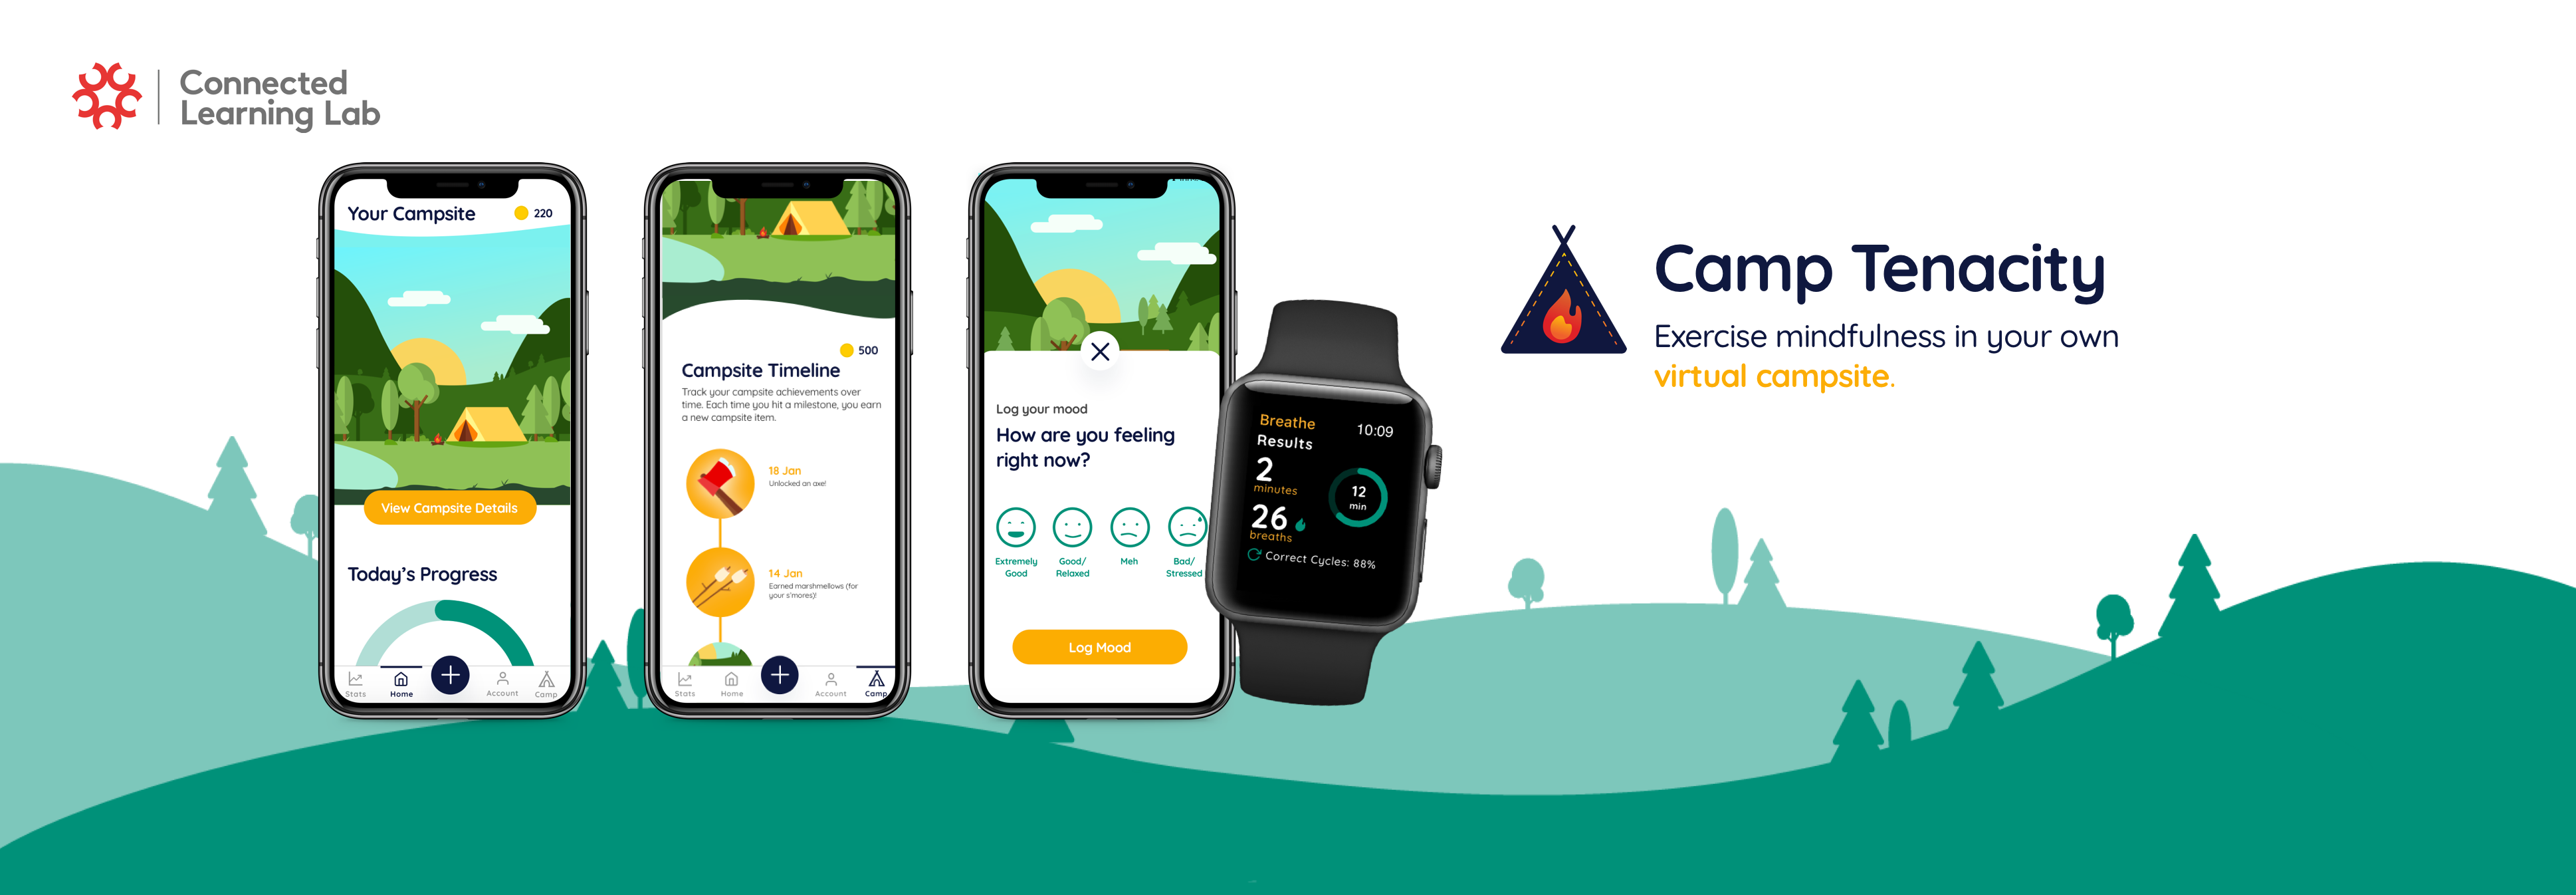 Connected
Learning Lab
Your Campsite
220
View Campsite Details
Today's Progress
Stats
Home
Account
Camp
500
Campsite Timeline
Track your campsite achievements over
time. Each time you hit a milestone, you earn
a new campsite item.
18 Jan
Unlocked an axe!
14 Jan
Earned marshmellows (for
your s'mores)!
Stats
Home
Account
Camp
Log your mood
How are you feeling
right now?
Extremely
Good
Good/
Relaxed
Meh
Bad/
Stressed
Log Mood
Breathe
10:09
Results
2
minutes
12
min
26
breaths
Correct Cycles: 88%
Camp Tenacity
Exercise mindfulness in your own
virtual campsite.